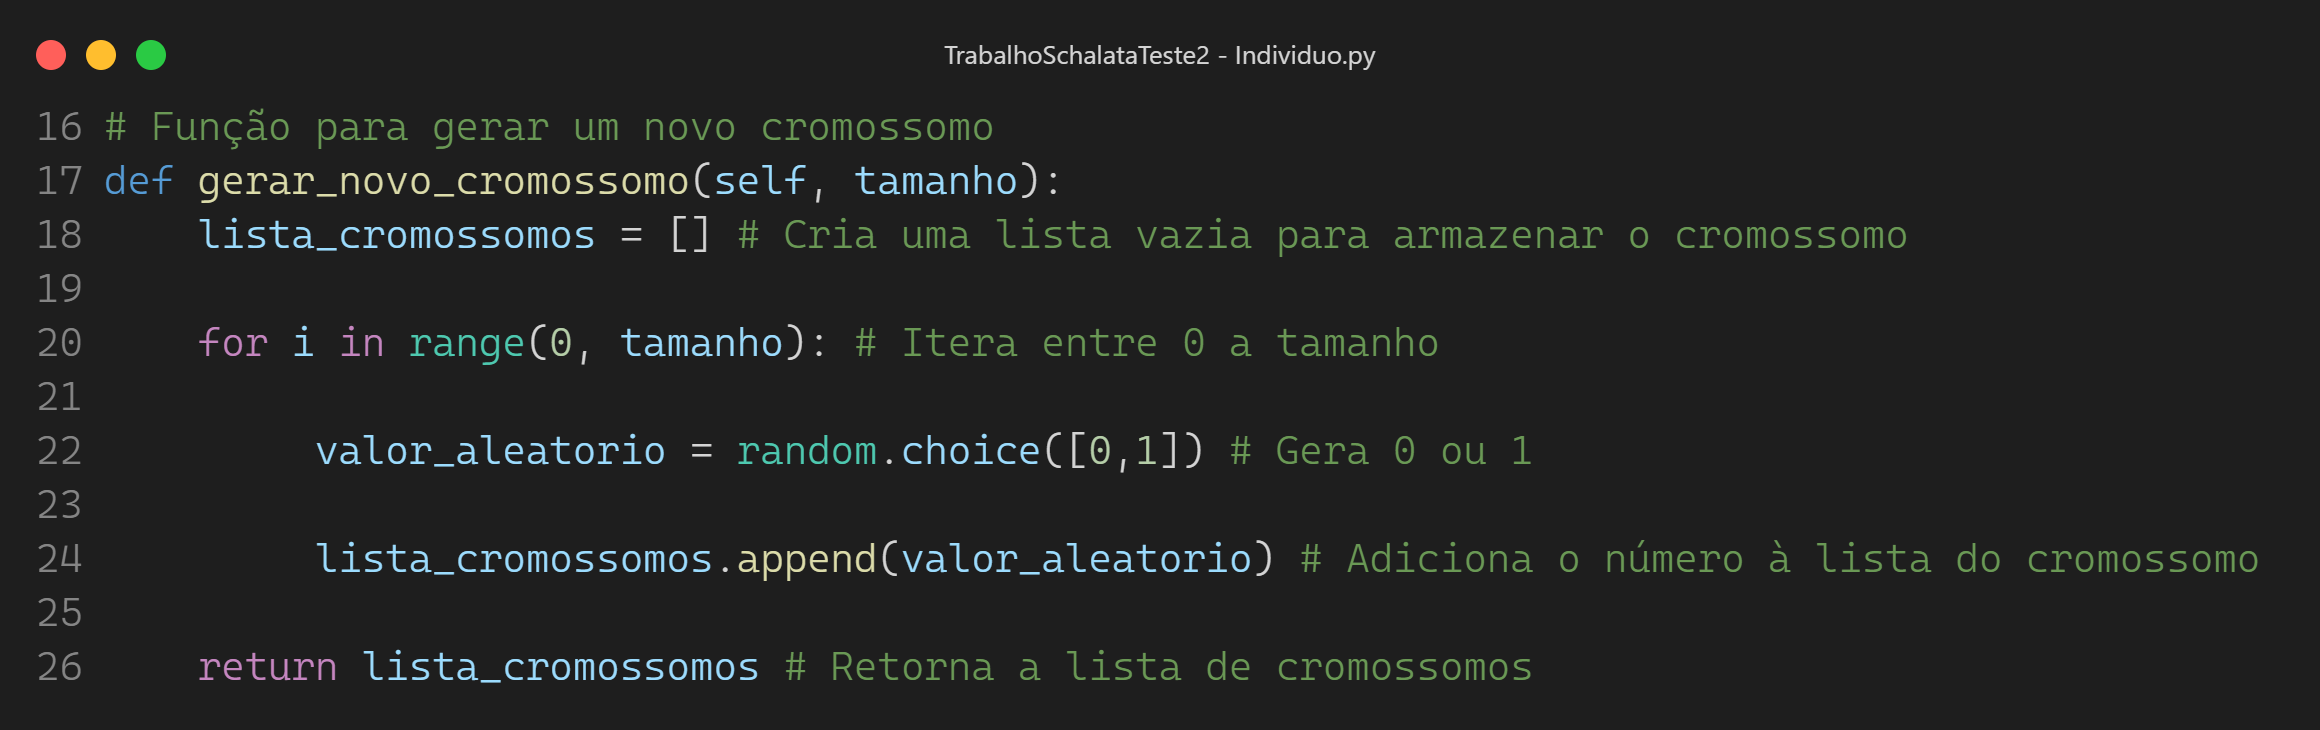 TrabalhoSchalataTeste2 - Individuo.py
16 # Função para gerar um novo cromossomo
17 def gerar_novo_cromossomo(self, tamanho):
18     lista_cromossomos = [] # Cria uma lista vazia para armazenar o cromossomo
19
20     for i in range(0, tamanho): # Itera entre 0 a tamanho
21
22          valor_aleatorio = random.choice([0,1]) # Gera 0 ou 1
23
24          lista_cromossomos.append(valor_aleatorio) # Adiciona o número à lista do cromossomo
25
26     return lista_cromossomos # Retorna a lista de cromossomos